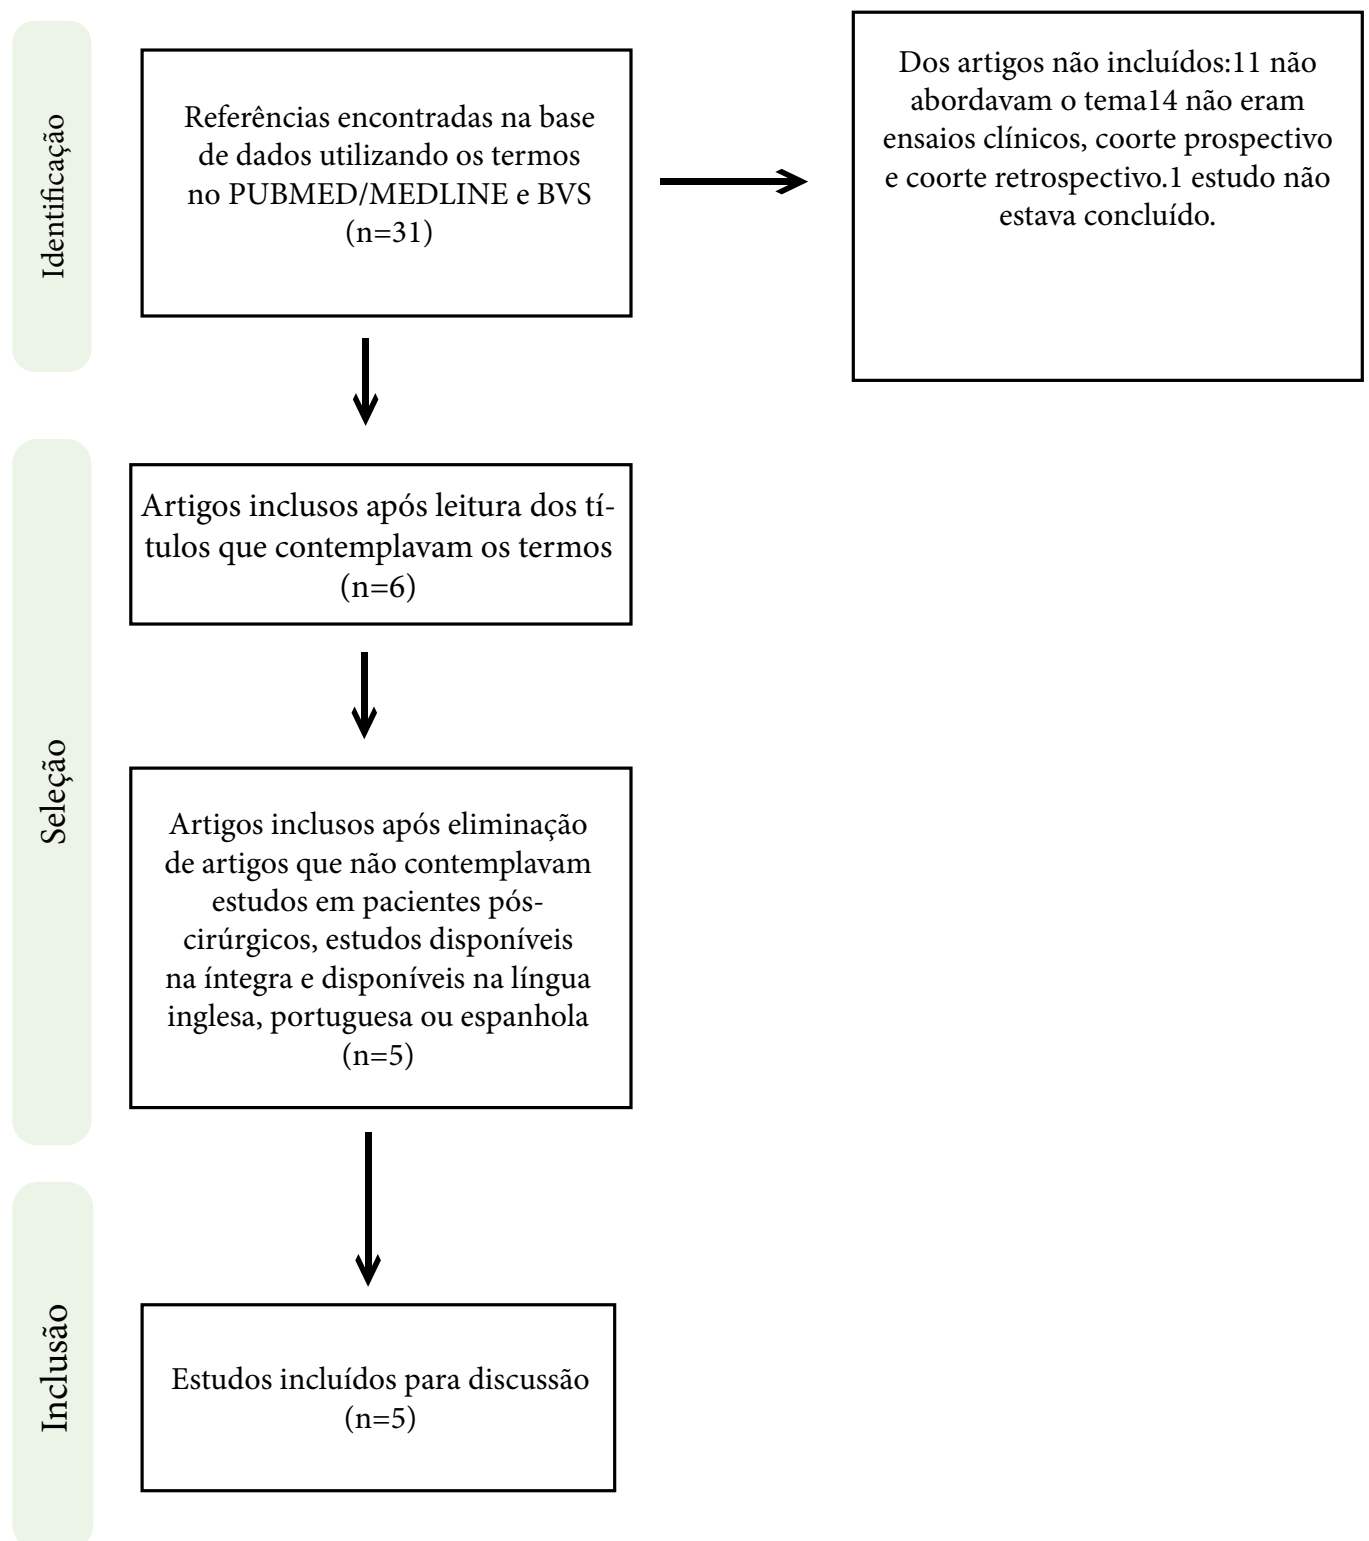 Identificação
Referências encontradas na base
de dados utilizando os termos
no PUBMED/MEDLINE e BVS
(n=31)
Dos artigos não incluídos:11 não
abordavam o tema14 não eram
ensaios clínicos, coorte prospectivo
e coorte retrospectivo.1 estudo não
estava concluído.
Seleção
Artigos inclusos após leitura dos tí-
tulos que contemplavam os termos
(n=6)
Artigos inclusos após eliminação
de artigos que não contemplavam
estudos em pacientes pós-
cirúrgicos, estudos disponíveis
na íntegra e disponíveis na língua
inglesa, portuguesa ou espanhola
(n=5)
Inclusão
Estudos incluídos para discussão
(n=5)